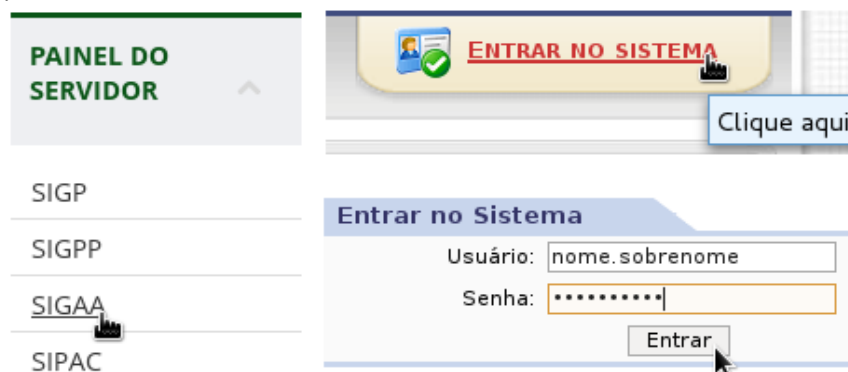 PAINEL DO
SERVIDOR
SIGP
SIGPP
SIGAA
SIPAC
ENTRAR NO SISTEMA
Clique aqui
Entrar no Sistema
Usuário: nome.sobrenome
Senha: ••••••••••
Entrar